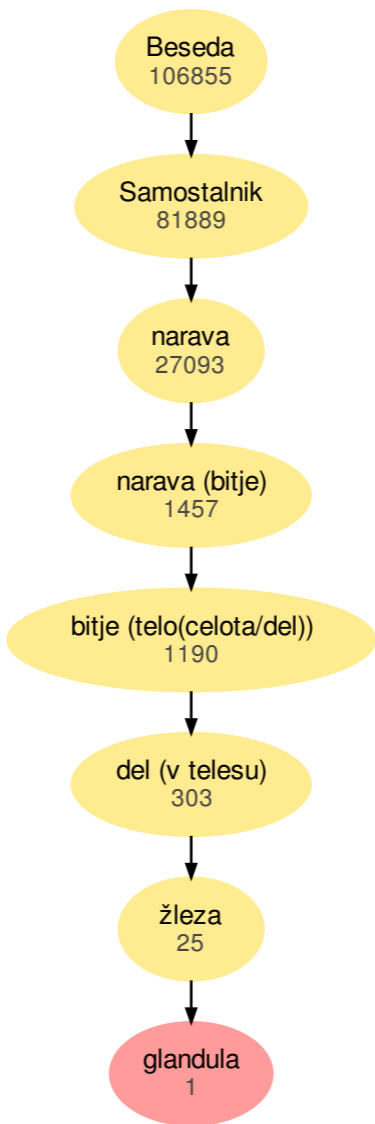 Beseda
106855
Samostalnik
81889
narava
27093
narava (bitje)
1457
bitje (telo(celota/del))
1190
del (v telesu)
303
žleza
25
glandula
1